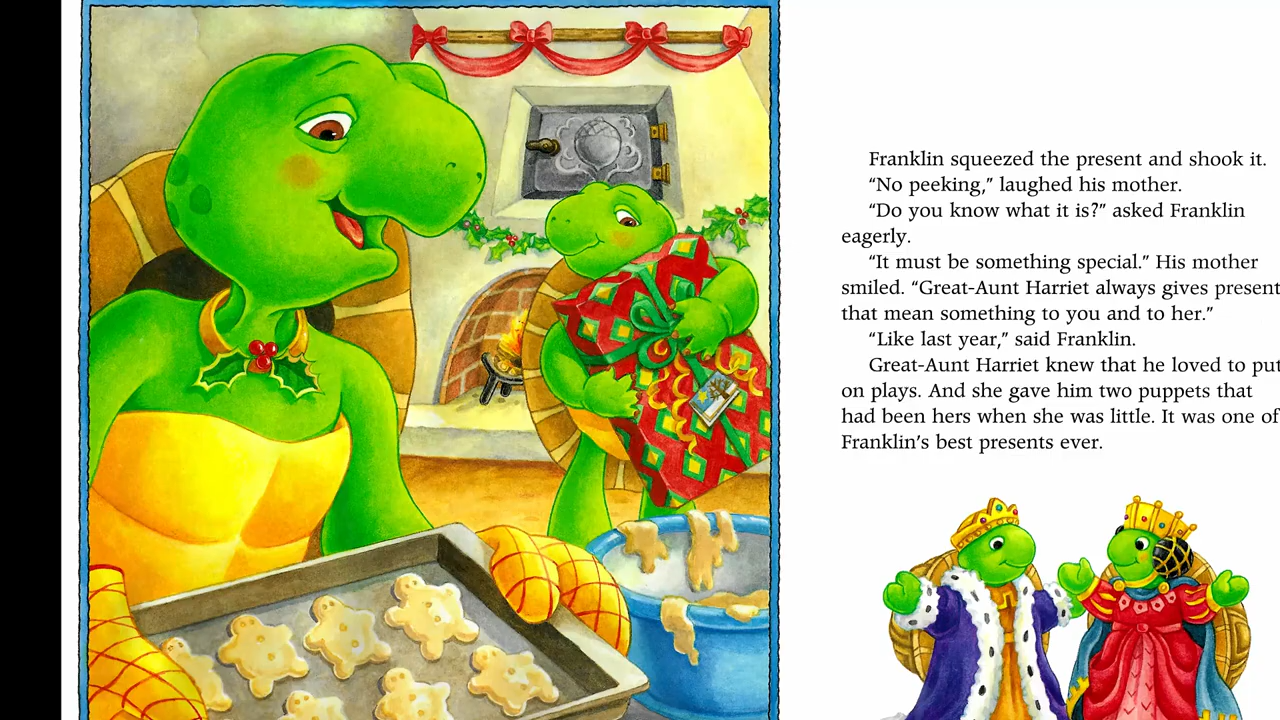 Franklin squeezed the present and shook it.
“No peeking,” laughed his mother.
“Do you know what it is?” asked Franklin
eagerly.
“It must be something special.” His mother
smiled. “Great-Aunt Harriet always gives present
that mean something to you and to her.”
“Like last year,” said Franklin.
Great-Aunt Harriet knew that he loved to put
on plays. And she gave him two puppets that
had been hers when she was little. It was one of
Franklin’s best presents ever.